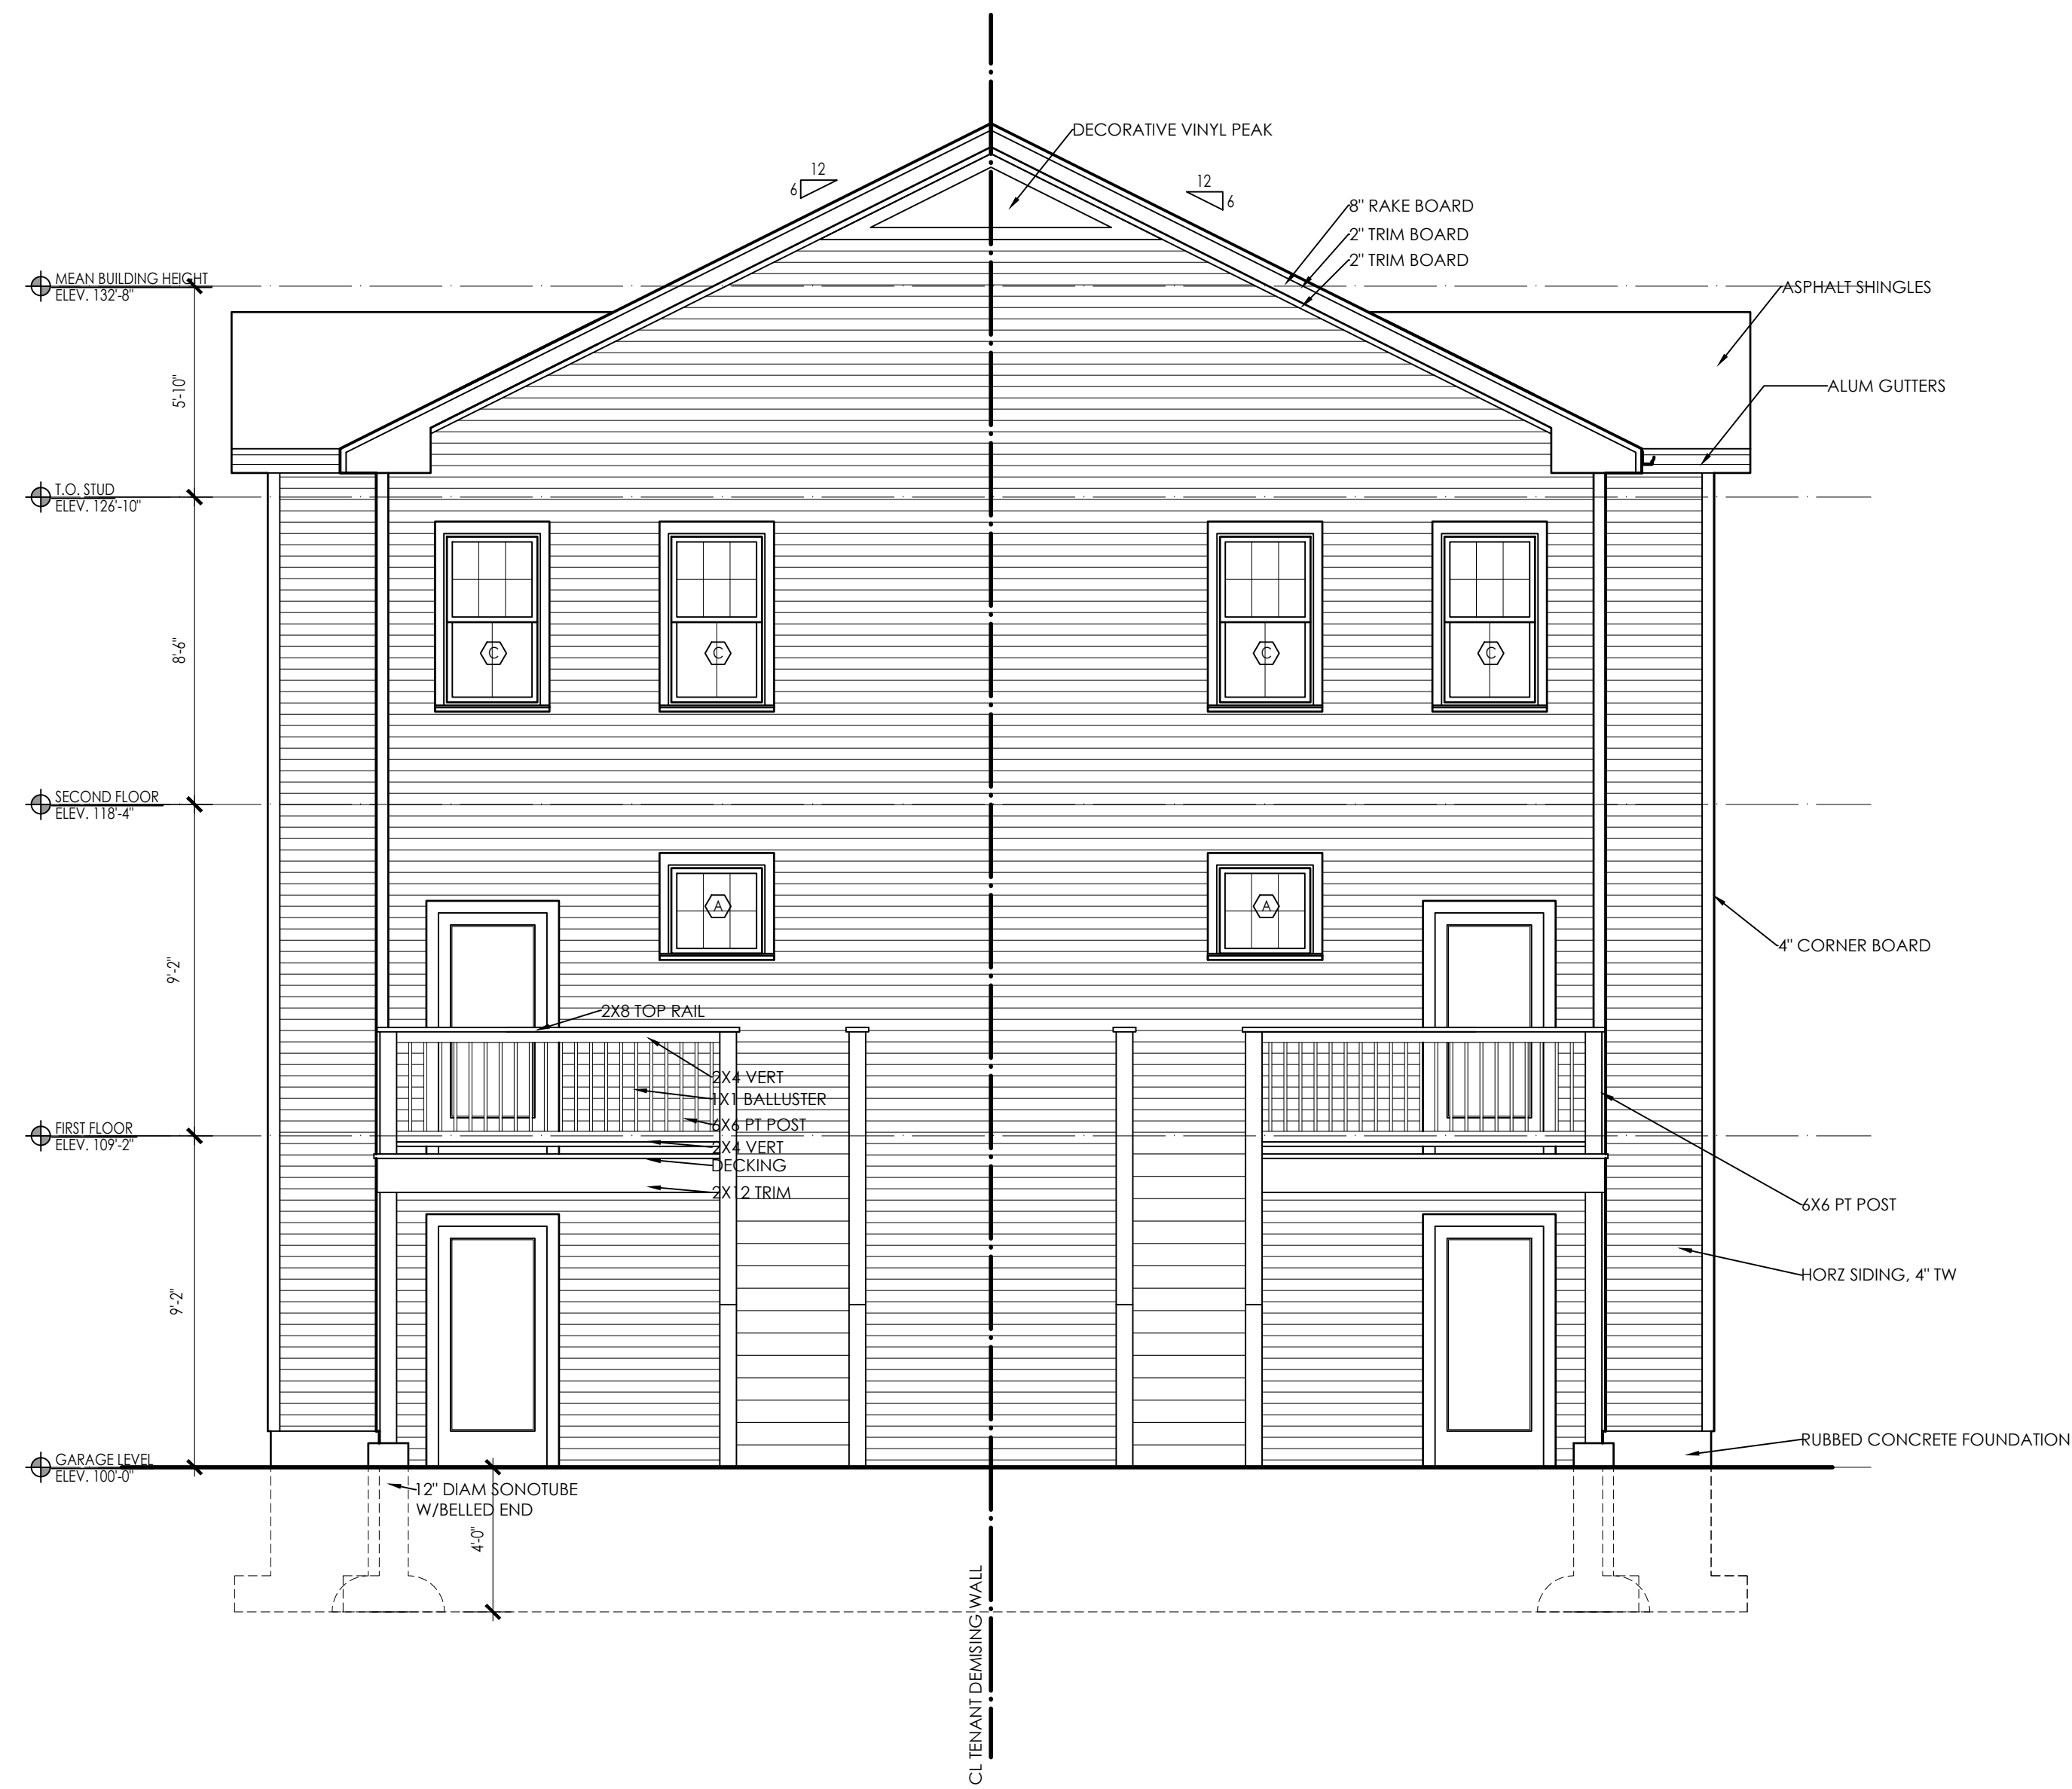 DECORATIVE VINYL PEAK
12
6
12
6
8" RAKE BOARD
2" TRIM BOARD
2" TRIM BOARD
MEAN BUILDING HEIGHT
ELEV. 132'-8"
ASPHALT SHINGLES
5'-10"
ALUM GUTTERS
T.O. STUD
ELEV. 126'-10"
8'-6"
C
C
C
C
SECOND FLOOR
ELEV. 118'-4"
A
A
4" CORNER BOARD
9'-2"
2X8 TOP RAIL
2X4 VERT
1X1 BALLUSTER
6X6 PT POST
2X4 VERT
DECKING
2X12 TRIM
FIRST FLOOR
ELEV. 109'-2"
6X6 PT POST
HORZ SIDING, 4" TW
9'-2"
RUBBED CONCRETE FOUNDATION
GARAGE LEVEL
ELEV. 100'-0"
12" DIAM SONOTUBE
W/BELLED END
4'-0"
CL TENANT DEMISING WALL